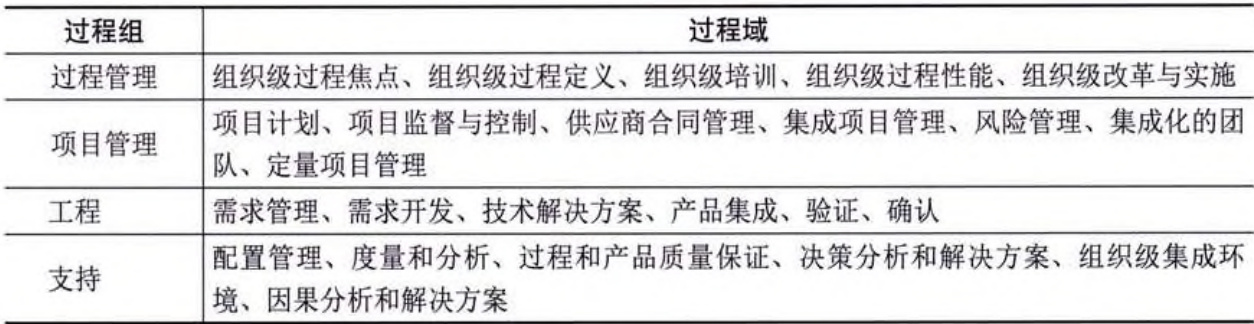 过程组 过程域
过程管理 组织级过程焦点、组织级过程定义、组织级培训、组织级过程性能、组织级改革与实施
项目管理 项目计划、项目监督与控制、供应商合同管理、集成项目管理、风险管理、集成化的团
队、定量项目管理
工程 需求管理、需求开发、技术解决方案、产品集成、验证、确认
支持 配置管理、度量和分析、过程和产品质量保证、决策分析和解决方案、组织级集成环
境、因果分析和解决方案